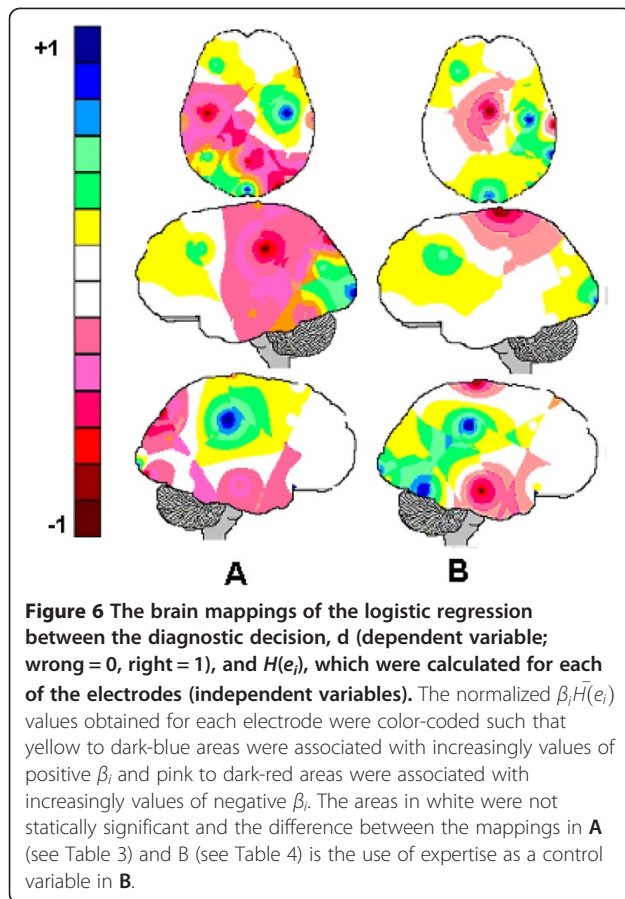 +1
-1
A
B
Figure 6 The brain mappings of the logistic regression
between the diagnostic decision, d (dependent variable;
wrong = 0, right = 1), and H(eᵢ), which were calculated for each
of the electrodes (independent variables). The normalized βᵢH̄(eᵢ)
values obtained for each electrode were color-coded such that
yellow to dark-blue areas were associated with increasingly values of
positive βᵢ and pink to dark-red areas were associated with
increasingly values of negative βᵢ. The areas in white were not
statically significant and the difference between the mappings in A
(see Table 3) and B (see Table 4) is the use of expertise as a control
variable in B.